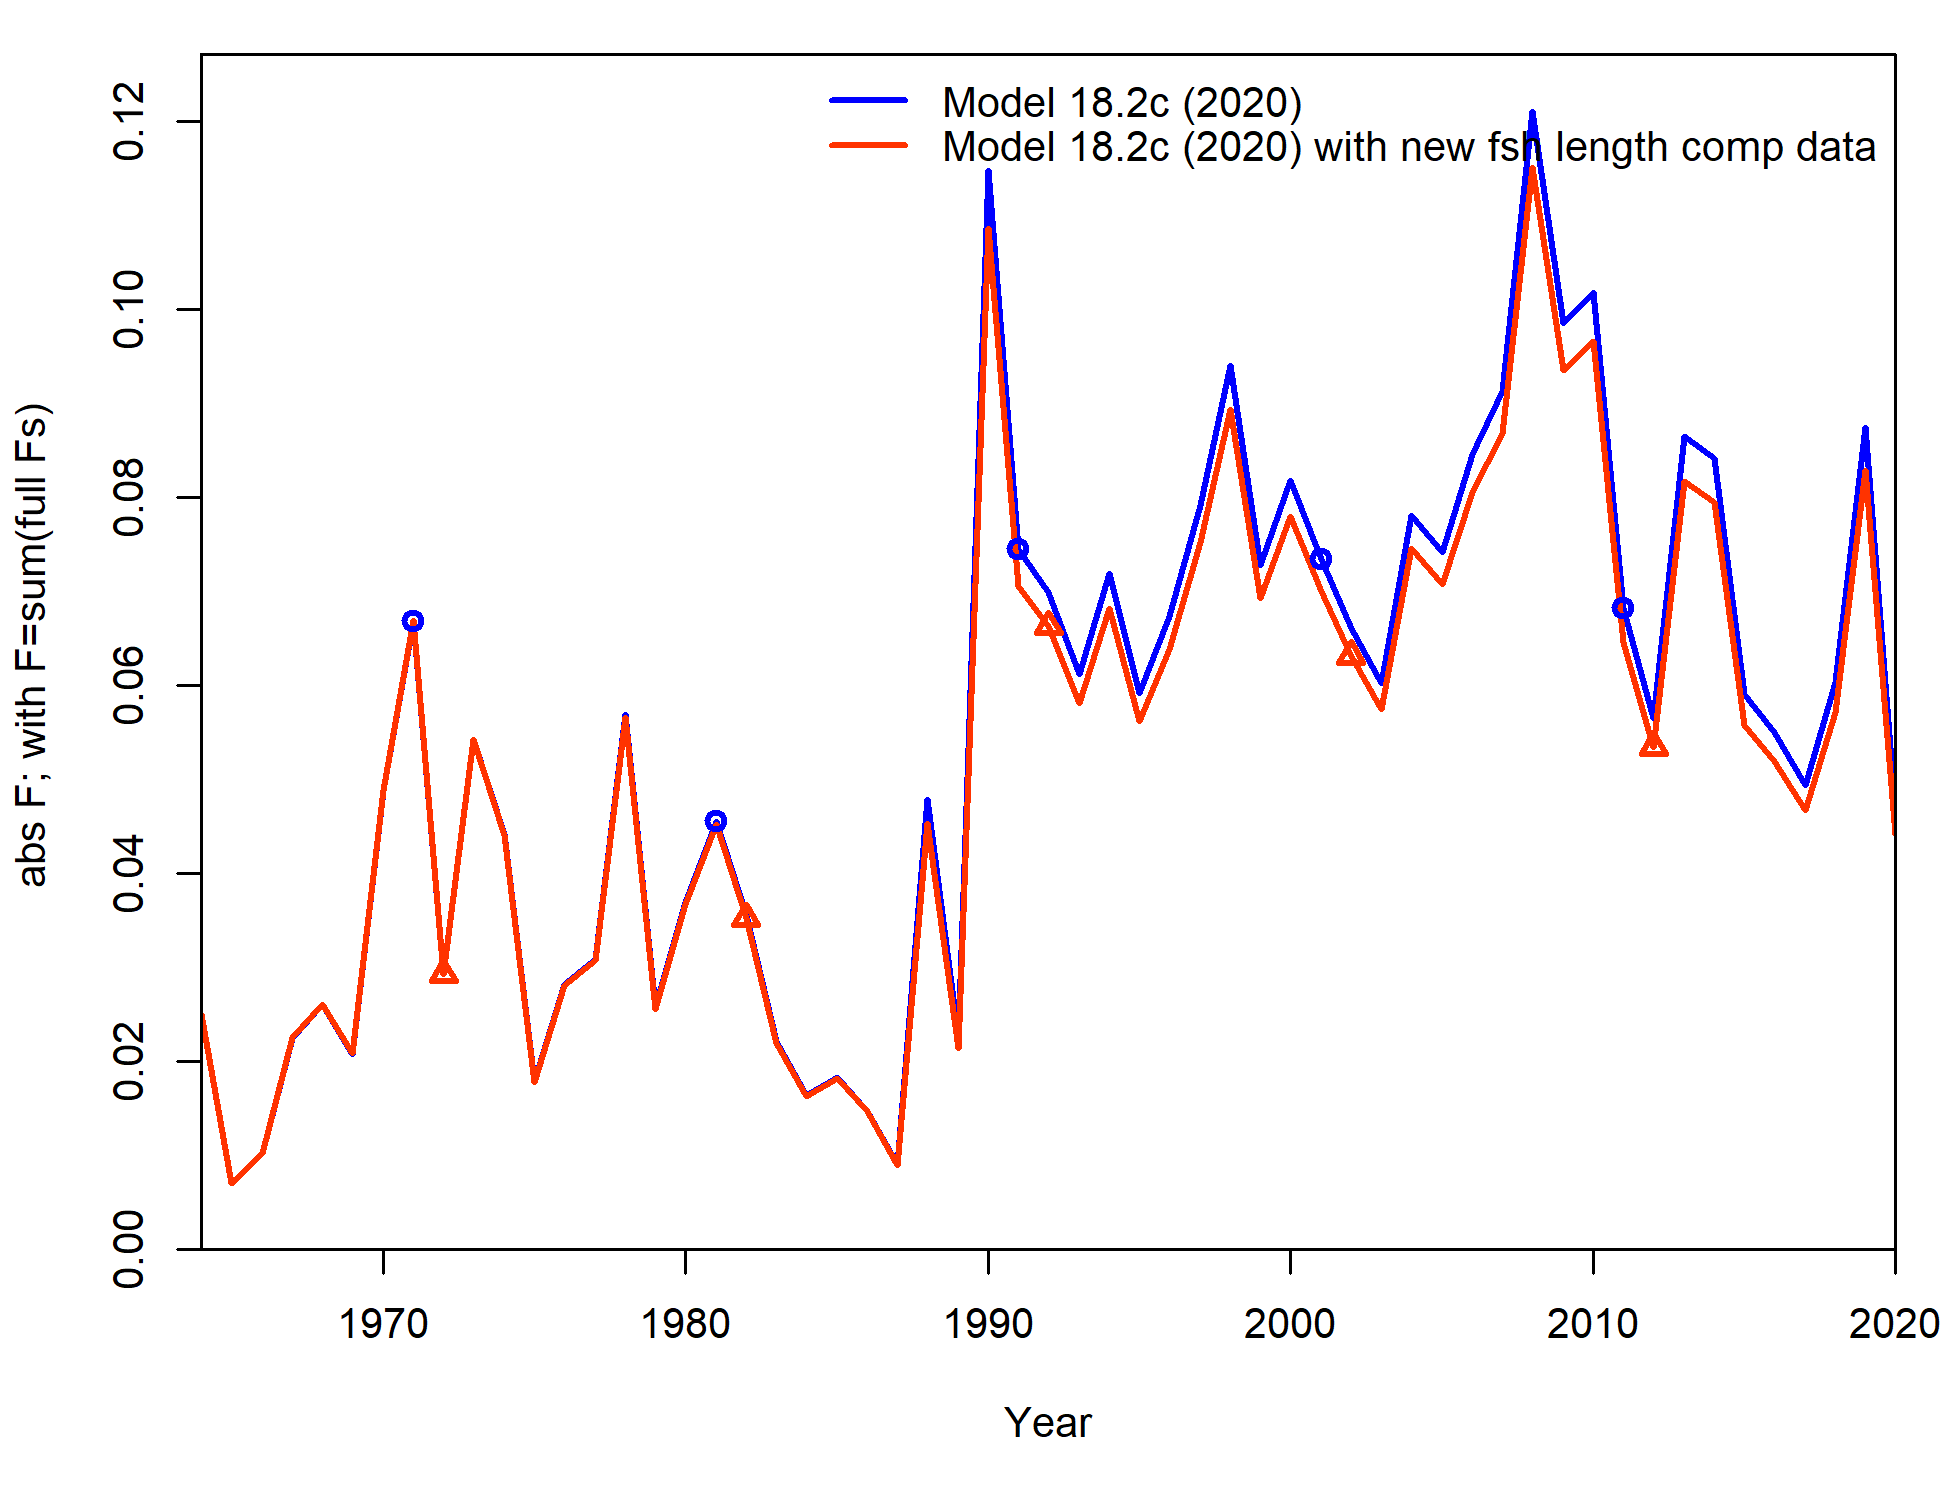 Model 18.2c (2020)
Model 18.2c (2020) with new fsh length comp data
abs F; with F=sum(full Fs)
0.12
0.10
0.08
0.06
0.04
0.02
0.00
1970 1980 1990 2000 2010 2020
Year